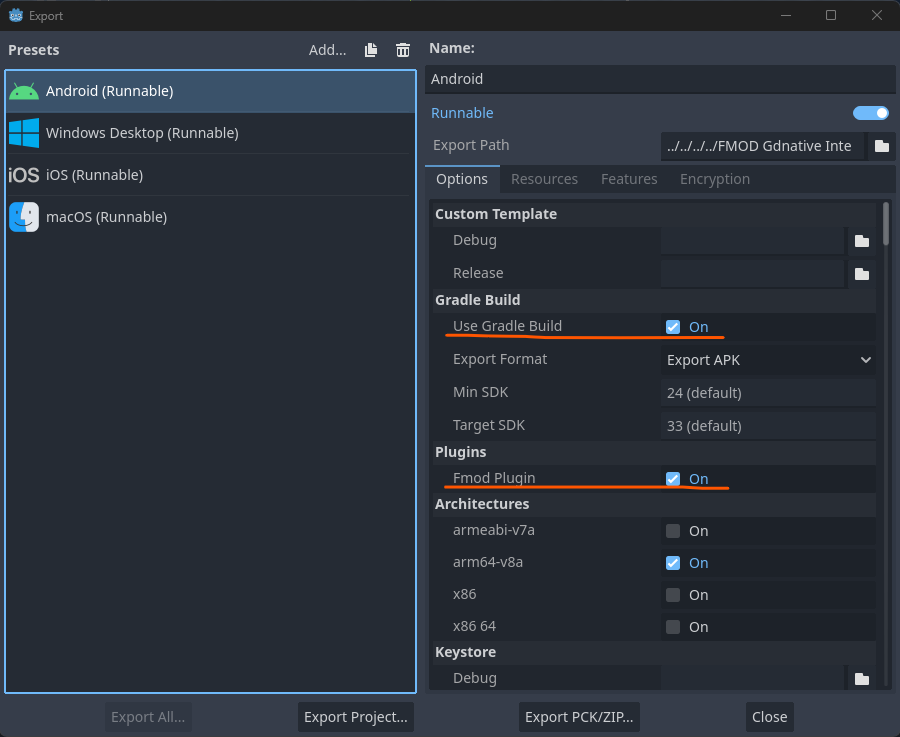 Export
Presets
Add...
Android (Runnable)
Windows Desktop (Runnable)
iOS iOS (Runnable)
macOS (Runnable)
Name:
Android
Runnable
Export Path ../../../../FMOD Gdnative Inte
Options Resources Features Encryption
Custom Template
Debug
Release
Gradle Build
Use Gradle Build On
Export Format Export APK
Min SDK 24 (default)
Target SDK 33 (default)
Plugins
Fmod Plugin On
Architectures
armeabi-v7a On
arm64-v8a On
x86 On
x86 64 On
Keystore
Debug
Export All... Export Project... Export PCK/ZIP... Close